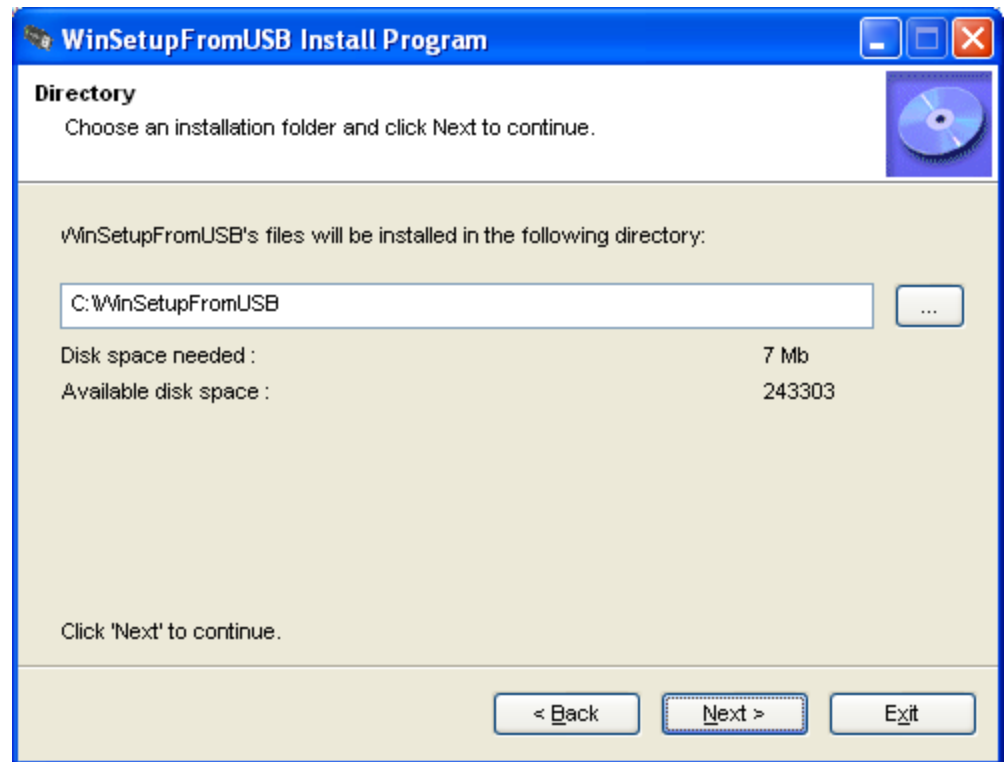 WinSetupFromUSB Install Program
Directory
Choose an installation folder and click Next to continue.
WinSetupFromUSB's files will be installed in the following directory:
C:\WinSetupFromUSB
...
Disk space needed : 7 Mb
Available disk space : 243303
Click 'Next' to continue.
< Back
Next >
Exit